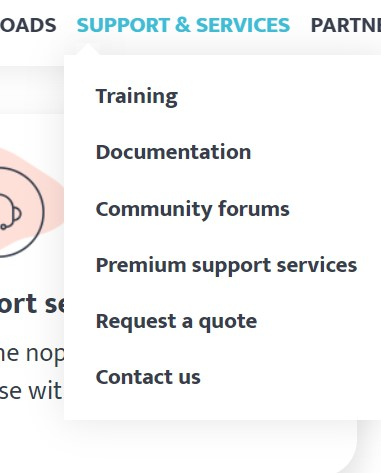 OADS SUPPORT & SERVICES PARTNE
Training
Documentation
Community forums
Premium support services
Request a quote
ort se
Contact us
ne nop
se wit